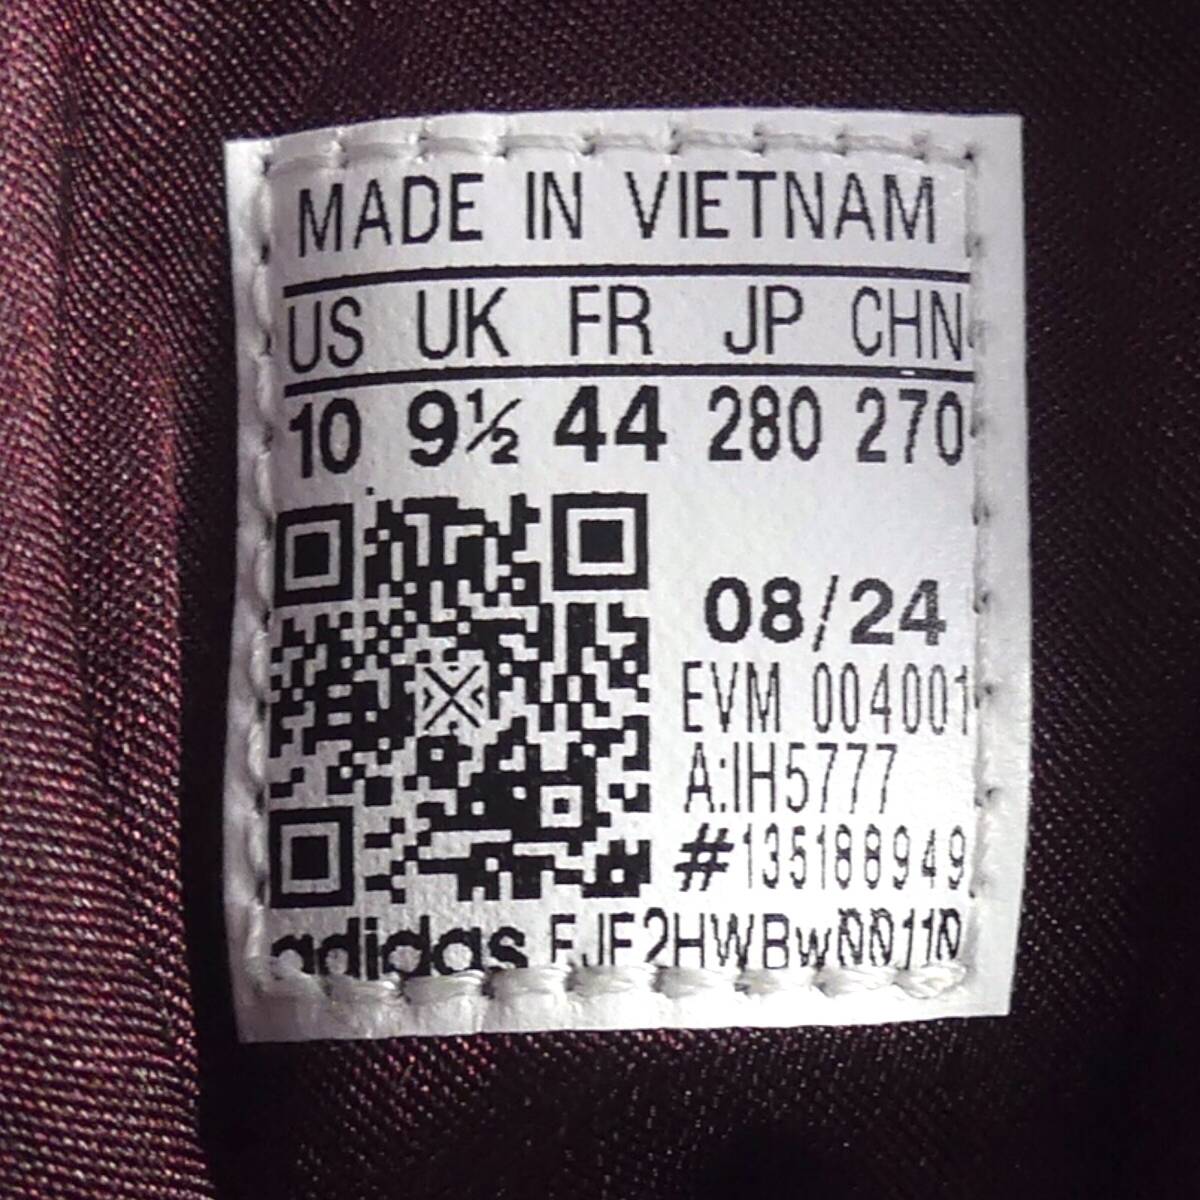 MADE IN VIETNAM
US UK FR JP CHN
10 9½ 44 280 270
08/24
EVM 004001
A:IH5777
#135188949
adidas